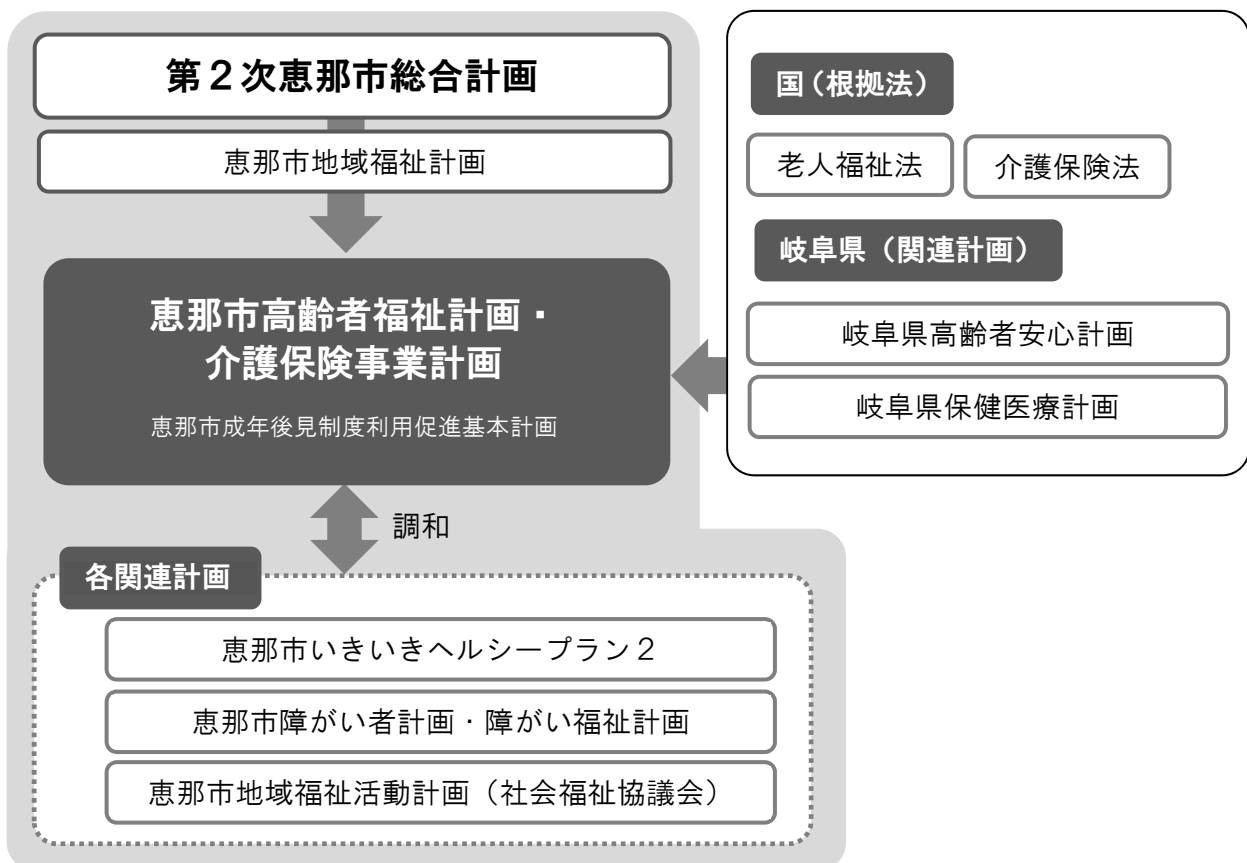 第２次恵那市総合計画
恵那市地域福祉計画
恵那市高齢者福祉計画・
介護保険事業計画
恵那市成年後見制度利用促進基本計画
調和
各関連計画
恵那市いきいきヘルシープラン２
恵那市障がい者計画・障がい福祉計画
恵那市地域福祉活動計画（社会福祉協議会）
国（根拠法）
老人福祉法
介護保険法
岐阜県（関連計画）
岐阜県高齢者安心計画
岐阜県保健医療計画